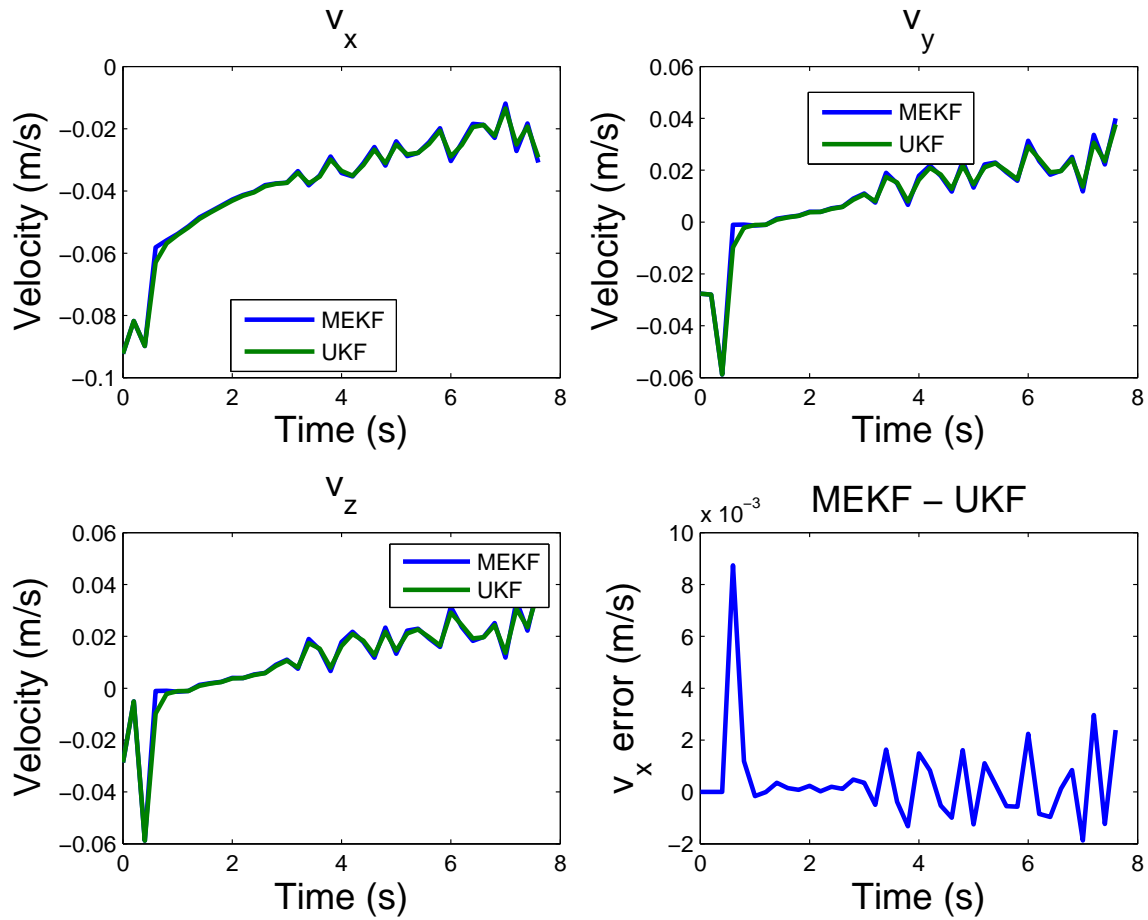 v_x
Velocity (m/s)
0
−0.02
−0.04
−0.06
−0.08
−0.1
MEKF
UKF
0 2 4 6 8
Time (s)
v_y
Velocity (m/s)
0.06
0.04
0.02
0
−0.02
−0.04
−0.06
MEKF
UKF
0 2 4 6 8
Time (s)
v_z
Velocity (m/s)
0.06
0.04
0.02
0
−0.02
−0.04
−0.06
MEKF
UKF
0 2 4 6 8
Time (s)
MEKF − UKF
x 10^−3
v_x error (m/s)
10
8
6
4
2
0
−2
0 2 4 6 8
Time (s)